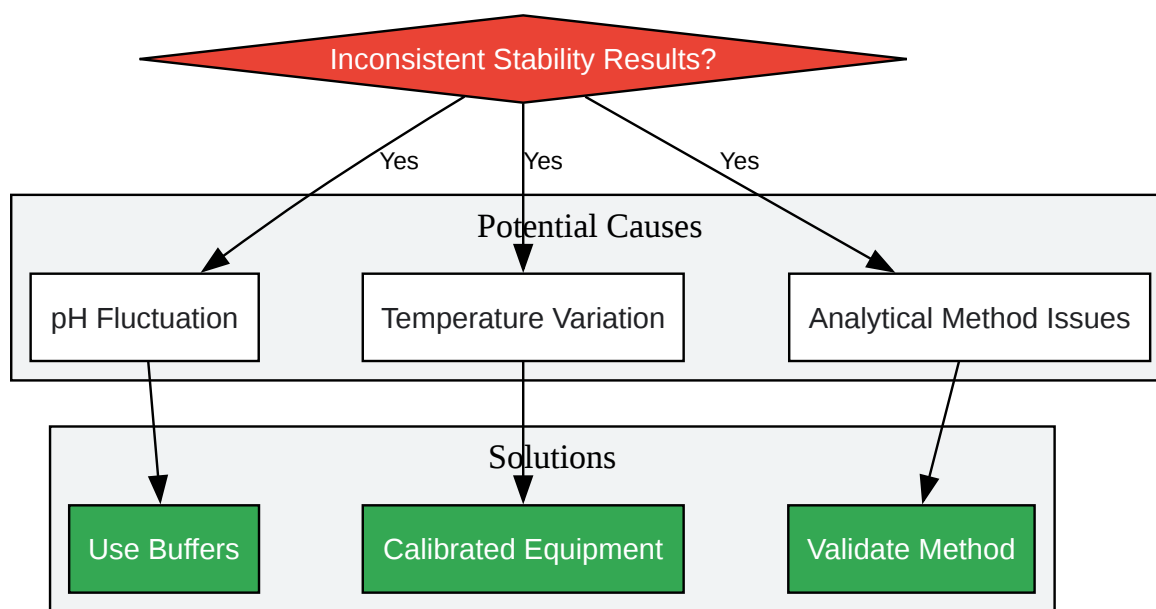 Inconsistent Stability Results?
Yes
Yes
Yes
Potential Causes
pH Fluctuation
Temperature Variation
Analytical Method Issues
Solutions
Use Buffers
Calibrated Equipment
Validate Method